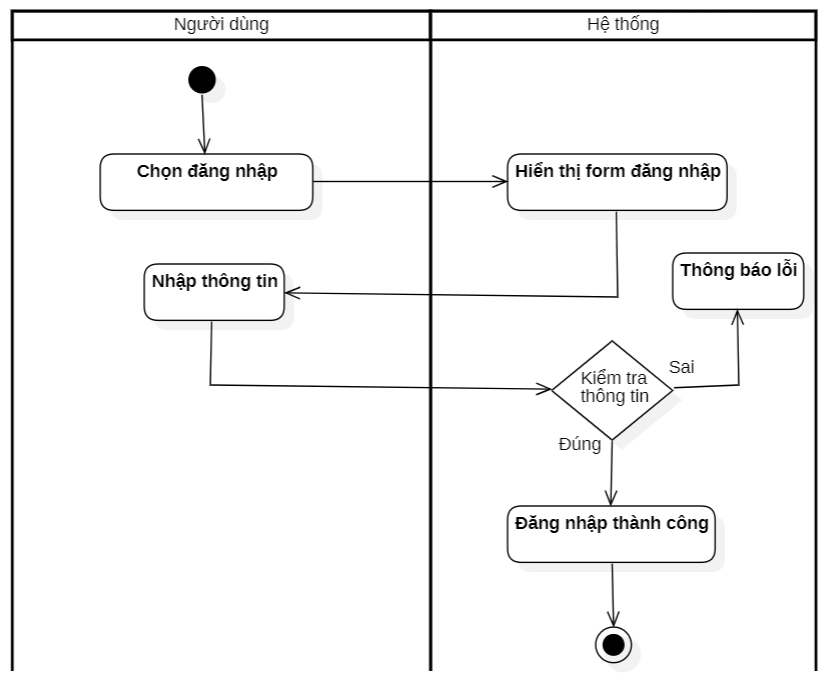 Người dùng
Hệ thống
Chọn đăng nhập
Hiển thị form đăng nhập
Nhập thông tin
Thông báo lỗi
Kiểm tra
thông tin
Sai
Đúng
Đăng nhập thành công